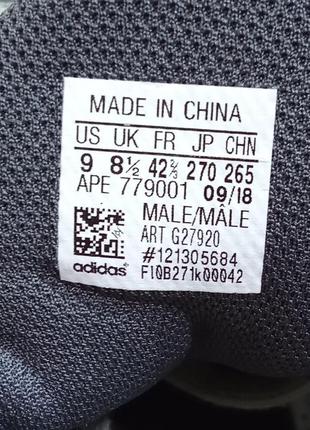 MADE IN CHINA
US UK FR JP CHN
9 8½ 42⅔ 270 265
APE 779001 09/18
MALE/MÂLE
ART G27920
#121305684
adidas® F10B271k00042